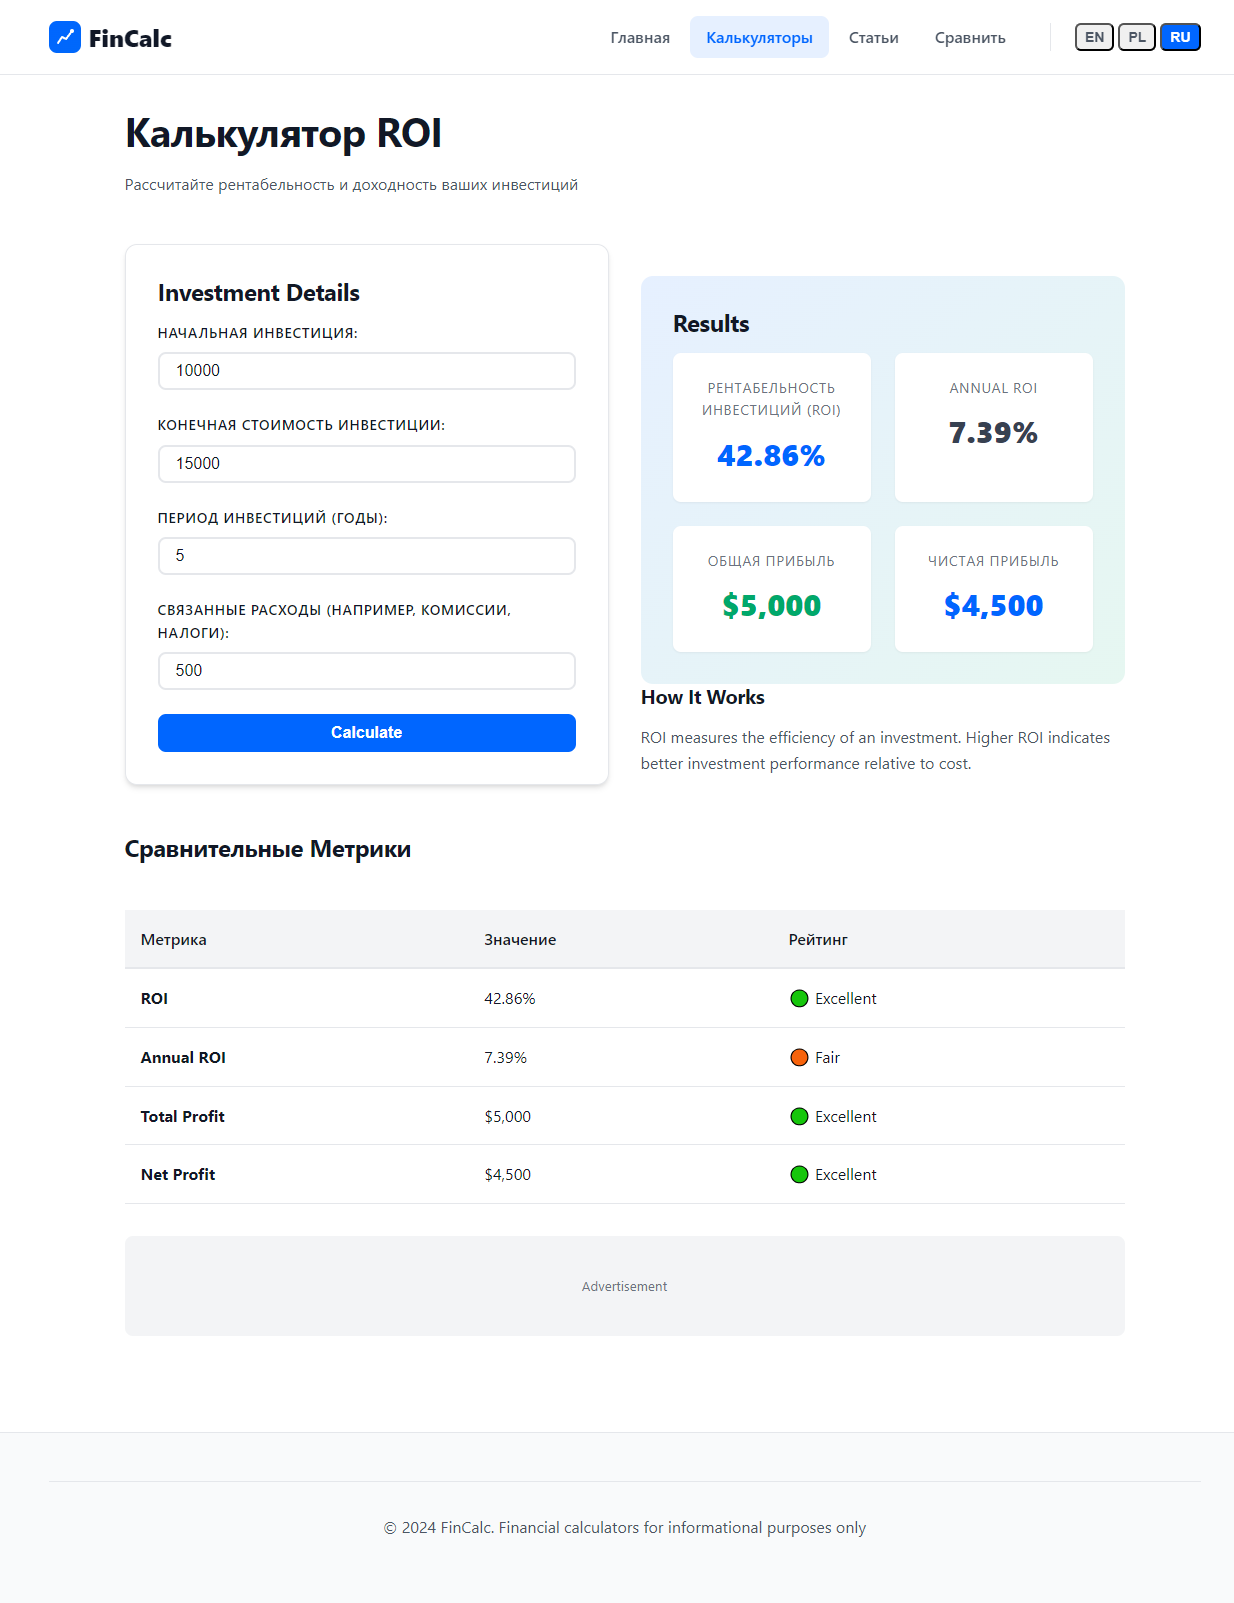 FinCalc
Главная
Калькуляторы
Статьи
Сравнить
EN
PL
RU
Калькулятор ROI
Рассчитайте рентабельность и доходность ваших инвестиций
Investment Details
НАЧАЛЬНАЯ ИНВЕСТИЦИЯ:
10000
КОНЕЧНАЯ СТОИМОСТЬ ИНВЕСТИЦИИ:
15000
ПЕРИОД ИНВЕСТИЦИЙ (ГОДЫ):
5
СВЯЗАННЫЕ РАСХОДЫ (НАПРИМЕР, КОМИССИИ,
НАЛОГИ):
500
Calculate
Results
РЕНТАБЕЛЬНОСТЬ
ИНВЕСТИЦИЙ (ROI)
42.86%
ANNUAL ROI
7.39%
ОБЩАЯ ПРИБЫЛЬ
$5,000
ЧИСТАЯ ПРИБЫЛЬ
$4,500
How It Works
ROI measures the efficiency of an investment. Higher ROI indicates
better investment performance relative to cost.
Сравнительные Метрики
Метрика Значение Рейтинг
ROI 42.86% Excellent
Annual ROI 7.39% Fair
Total Profit $5,000 Excellent
Net Profit $4,500 Excellent
Advertisement
© 2024 FinCalc. Financial calculators for informational purposes only